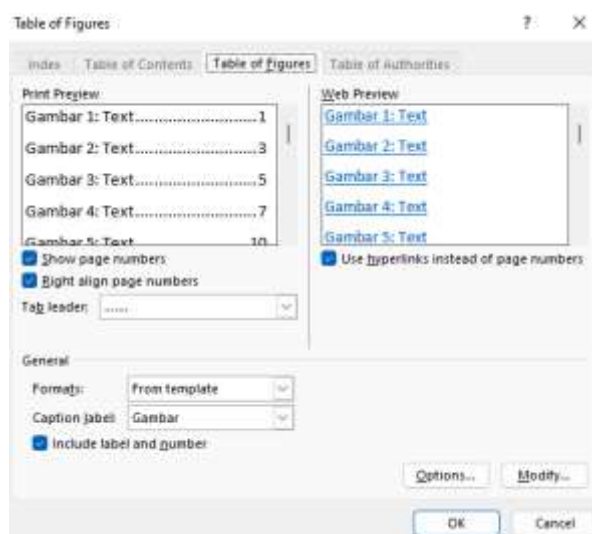 Table of Figures ? ×
Index Table of Contents Table of Figures Table of Authorities
Print Preview
Gambar 1: Text............................1
Gambar 2: Text............................3
Gambar 3: Text............................5
Gambar 4: Text............................7
Gambar 5: Text..........................10
Show page numbers
Right align page numbers
Tab leader: ......
Web Preview
Gambar 1: Text
Gambar 2: Text
Gambar 3: Text
Gambar 4: Text
Gambar 5: Text
Use hyperlinks instead of page numbers
General
Formats: From template
Caption label: Gambar
Include label and number
Options... Modify...
OK Cancel